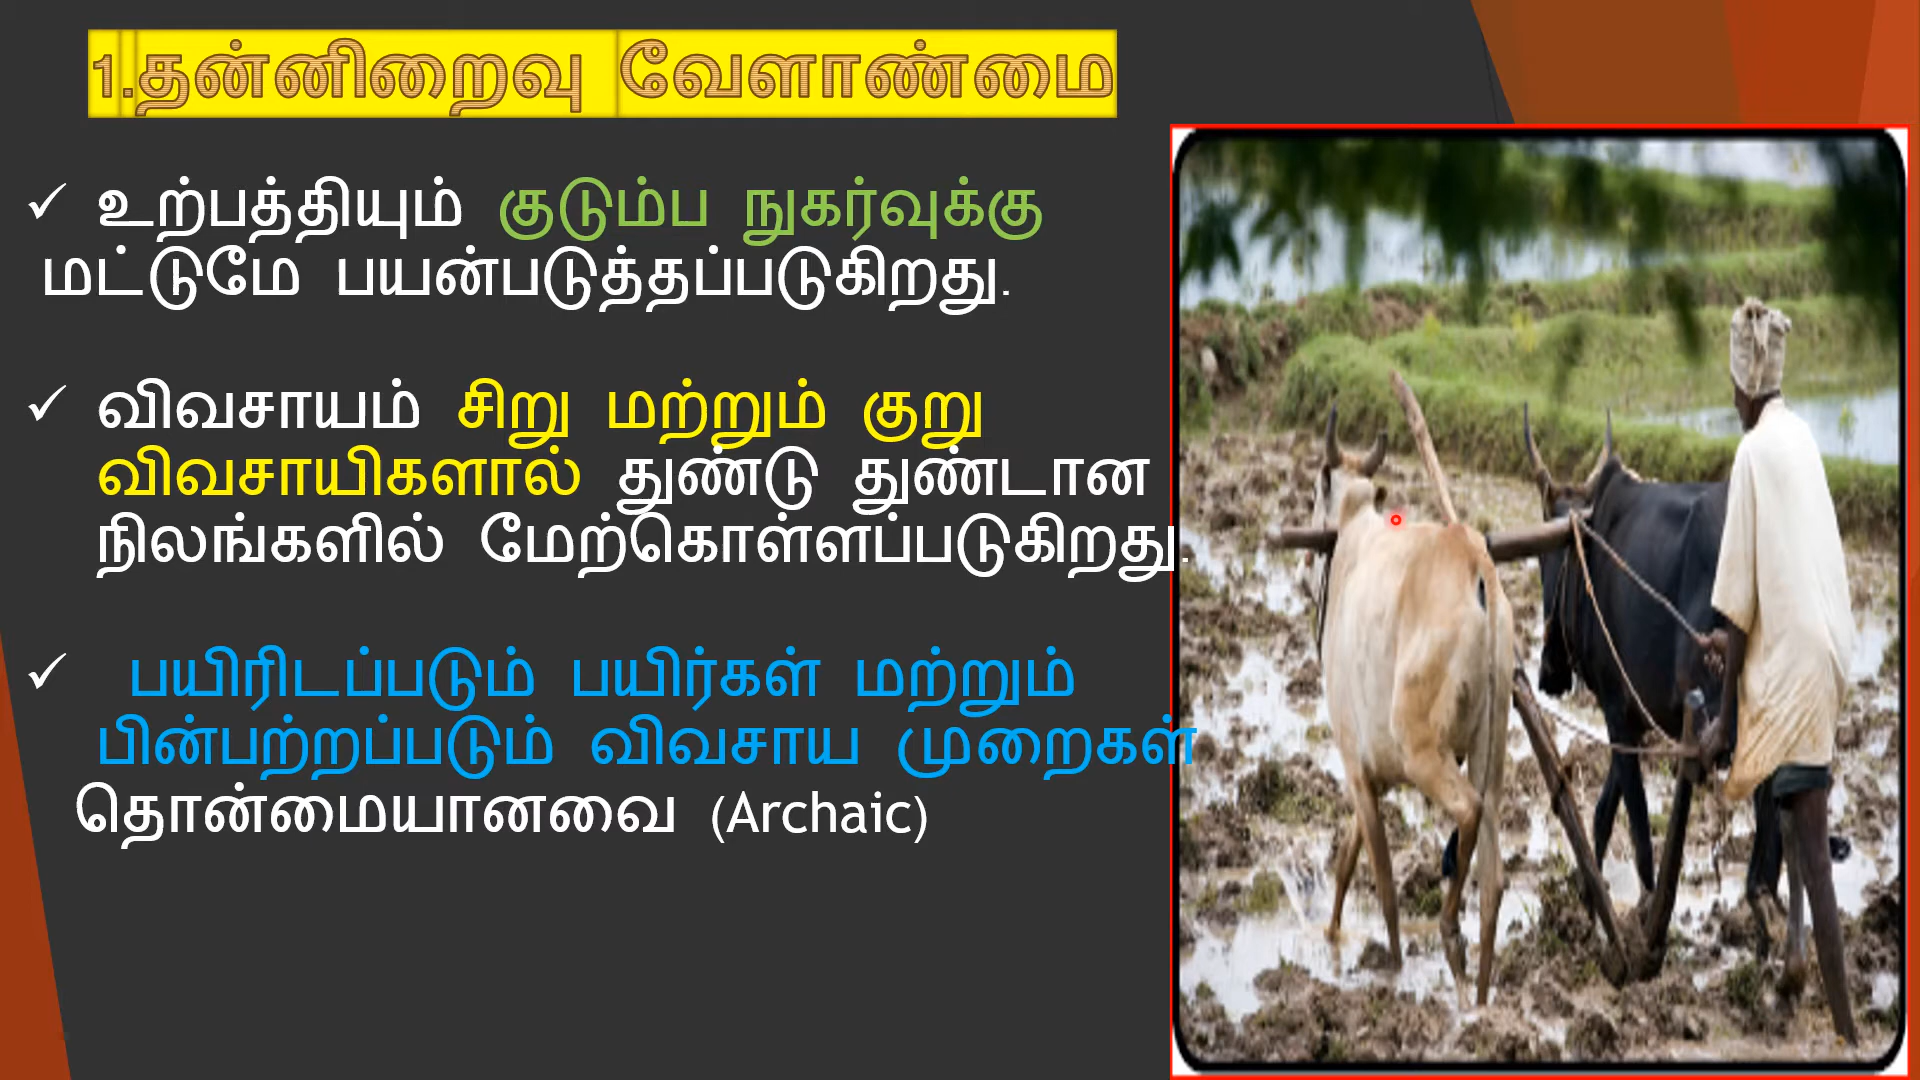 1.தன்னிறைவு வேளாண்மை
✓ உற்பத்தியும் குடும்ப நுகர்வுக்கு
மட்டுமே பயன்படுத்தப்படுகிறது.
✓ விவசாயம் சிறு மற்றும் குறு
விவசாயிகளால் துண்டு துண்டான
நிலங்களில் மேற்கொள்ளப்படுகிறது.
✓ பயிரிடப்படும் பயிர்கள் மற்றும்
பின்பற்றப்படும் விவசாய முறைகள்
தொன்மையானவை (Archaic)